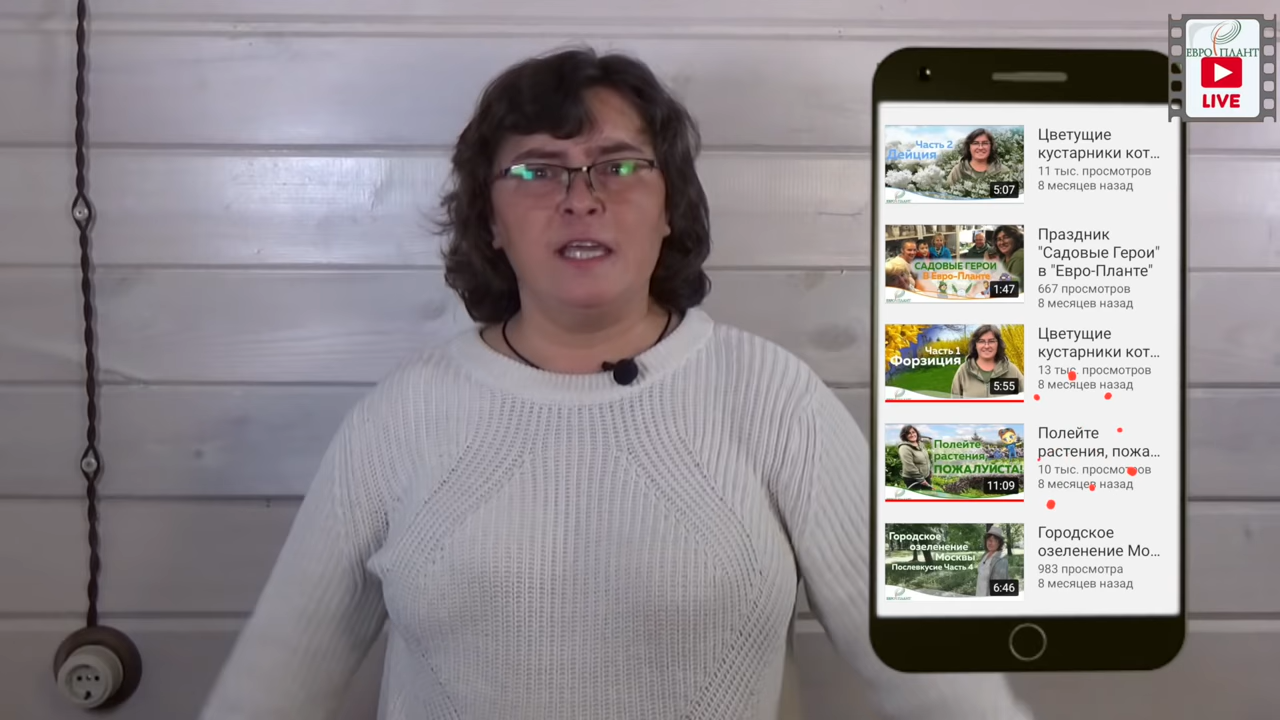 ЕВРО ПЛАНТ
LIVE
Часть 2
Дейция
5:07
Цветущие
кустарники кот...
11 тыс. просмотров
8 месяцев назад
САДОВЫЕ ГЕРОИ
В Евро-Планте
1:47
Праздник
"Садовые Герои"
в "Евро-Планте"
667 просмотров
8 месяцев назад
Часть 1
Форзиция
5:55
Цветущие
кустарники кот...
13 тыс. просмотров
8 месяцев назад
Полейте
растения,
ПОЖАЛУЙСТА!
11:09
Полейте
растения, пожа...
10 тыс. просмотров
8 месяцев назад
Городское
озеленение
Москвы
Послевкусие Часть 4
6:46
Городское
озеленение Мо...
983 просмотра
8 месяцев назад